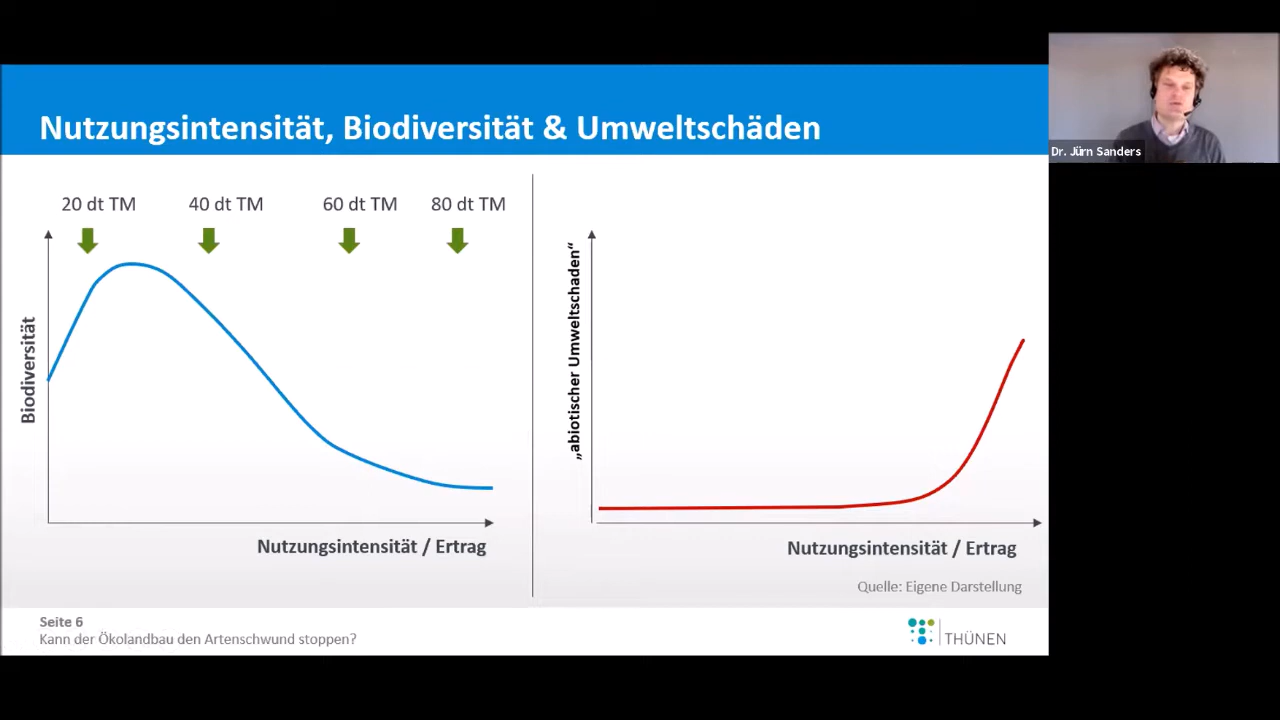 Nutzungsintensität, Biodiversität & Umweltschäden
20 dt TM
40 dt TM
60 dt TM
80 dt TM
Biodiversität
Nutzungsintensität / Ertrag
„abiotischer Umweltschaden“
Nutzungsintensität / Ertrag
Quelle: Eigene Darstellung
Seite 6
Kann der Ökolandbau den Artenschwund stoppen?
THÜNEN
Dr. Jürn Sanders